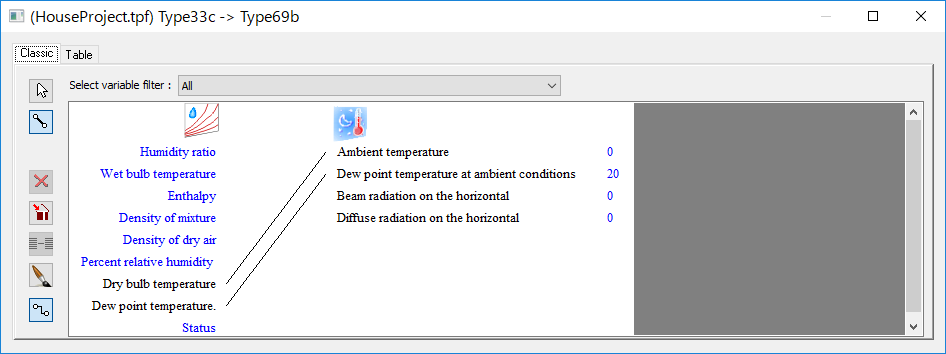 (HouseProject.tpf) Type33c -> Type69b
Classic Table
Select variable filter : All
Humidity ratio Ambient temperature 0
Wet bulb temperature Dew point temperature at ambient conditions 20
Enthalpy Beam radiation on the horizontal 0
Density of mixture Diffuse radiation on the horizontal 0
Density of dry air
Percent relative humidity
Dry bulb temperature
Dew point temperature.
Status